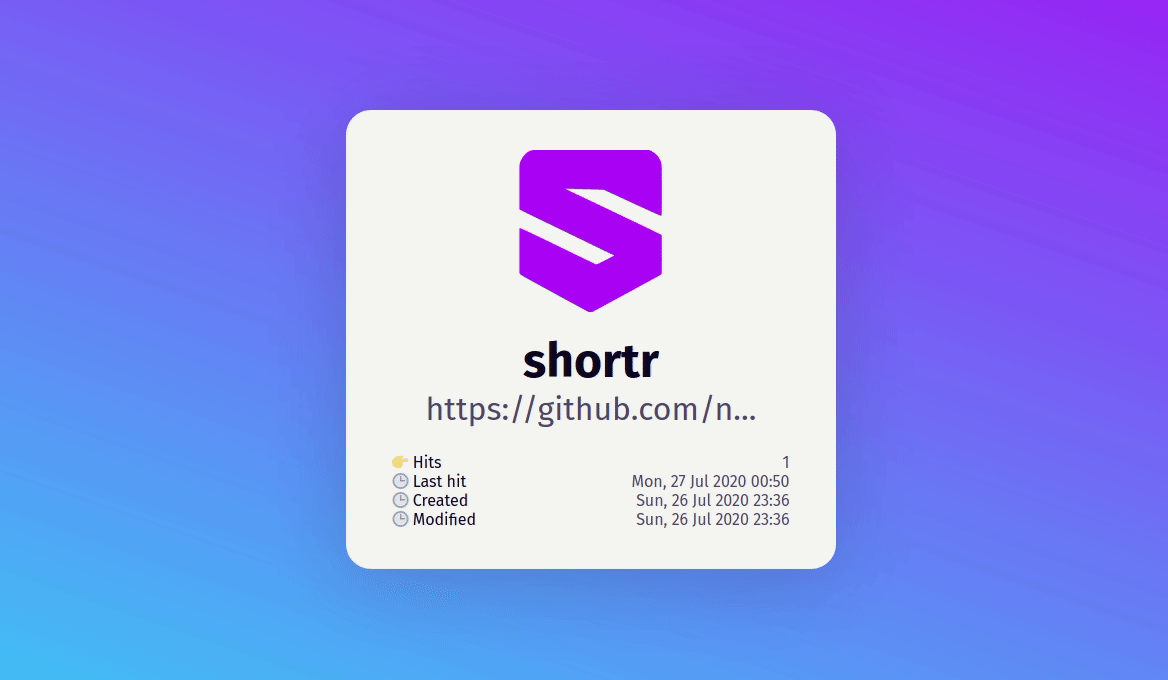 shortr
https://github.com/n...
👉 Hits 1
🕒 Last hit Mon, 27 Jul 2020 00:50
🕒 Created Sun, 26 Jul 2020 23:36
🕒 Modified Sun, 26 Jul 2020 23:36